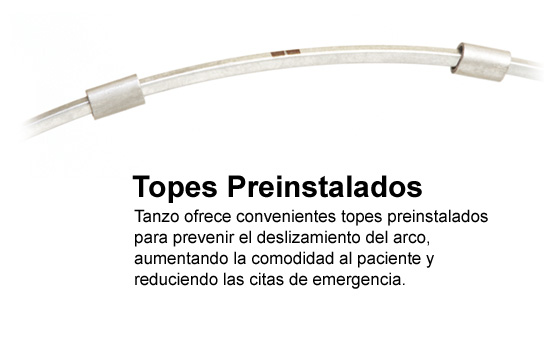 Topes Preinstalados
Tanzo ofrece convenientes topes preinstalados
para prevenir el deslizamiento del arco,
aumentando la comodidad al paciente y
reduciendo las citas de emergencia.